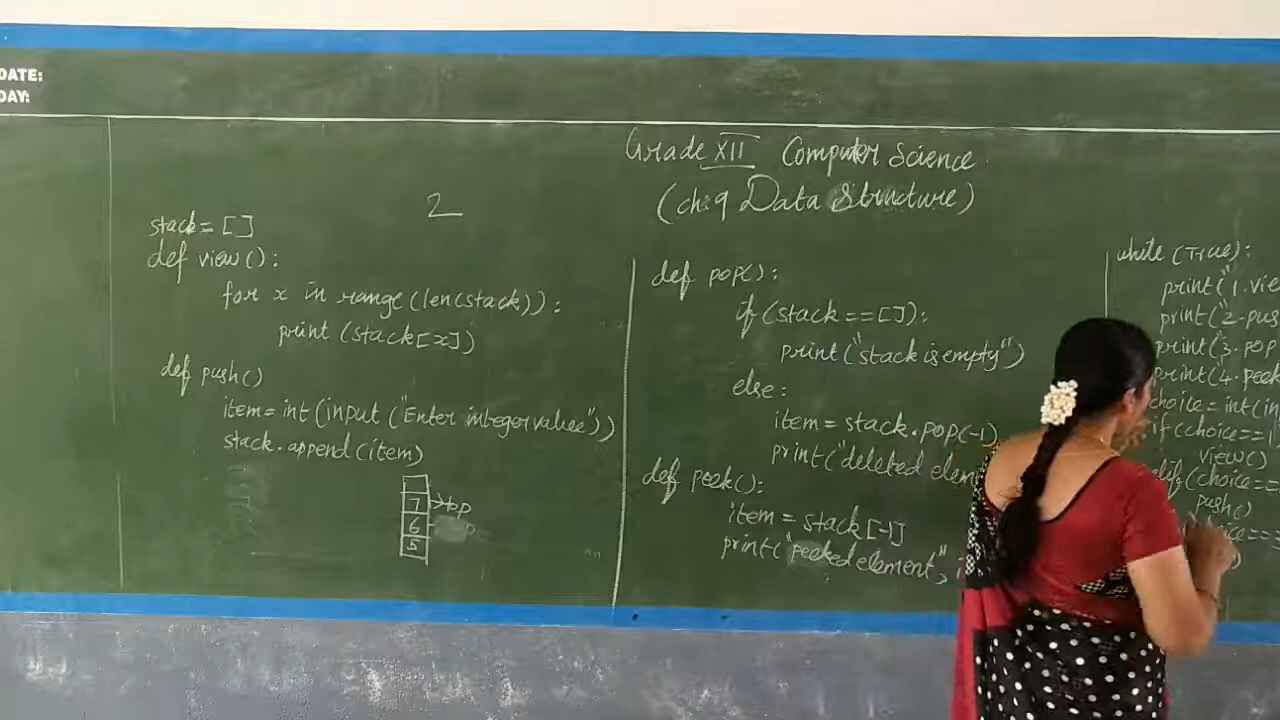 DATE:
DAY:
Grade XII Computer Science
(ch:9 Data Structure)
2
stack = []
def view():
for x in range(len(stack)):
print (stack[x])
def push()
item = int(input("Enter integer values"))
stack.append(item)
7 → top
6
5
def pop():
if (stack == []):
print("stack is empty")
else:
item = stack.pop(-1)
print("deleted elem
def peek():
item = stack[-1]
print("peeked element", i
while (True):
print("1.vie
print("2.pus
print("3.pop
print(4.peek
choice = int(in
if (choice == 1
view()
elif (choice ==
push()
ice ==
)